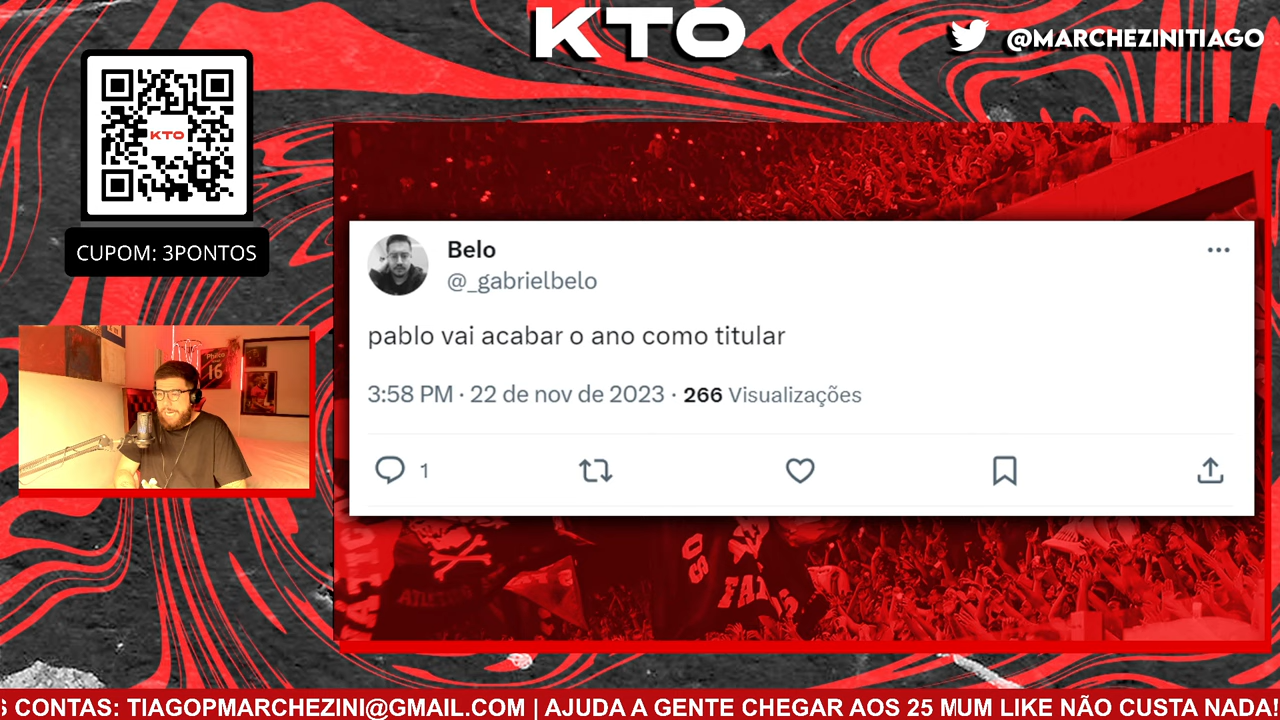 KTO
@MARCHEZINITIAGO
KTO
CUPOM: 3PONTOS
Philco
16
Belo
@_gabrielbelo
pablo vai acabar o ano como titular
3:58 PM · 22 de nov de 2023 · 266 Visualizações
1
S CONTAS: TIAGOPMARCHEZINI@GMAIL.COM | AJUDA A GENTE CHEGAR AOS 25 MUM LIKE NÃO CUSTA NADA!